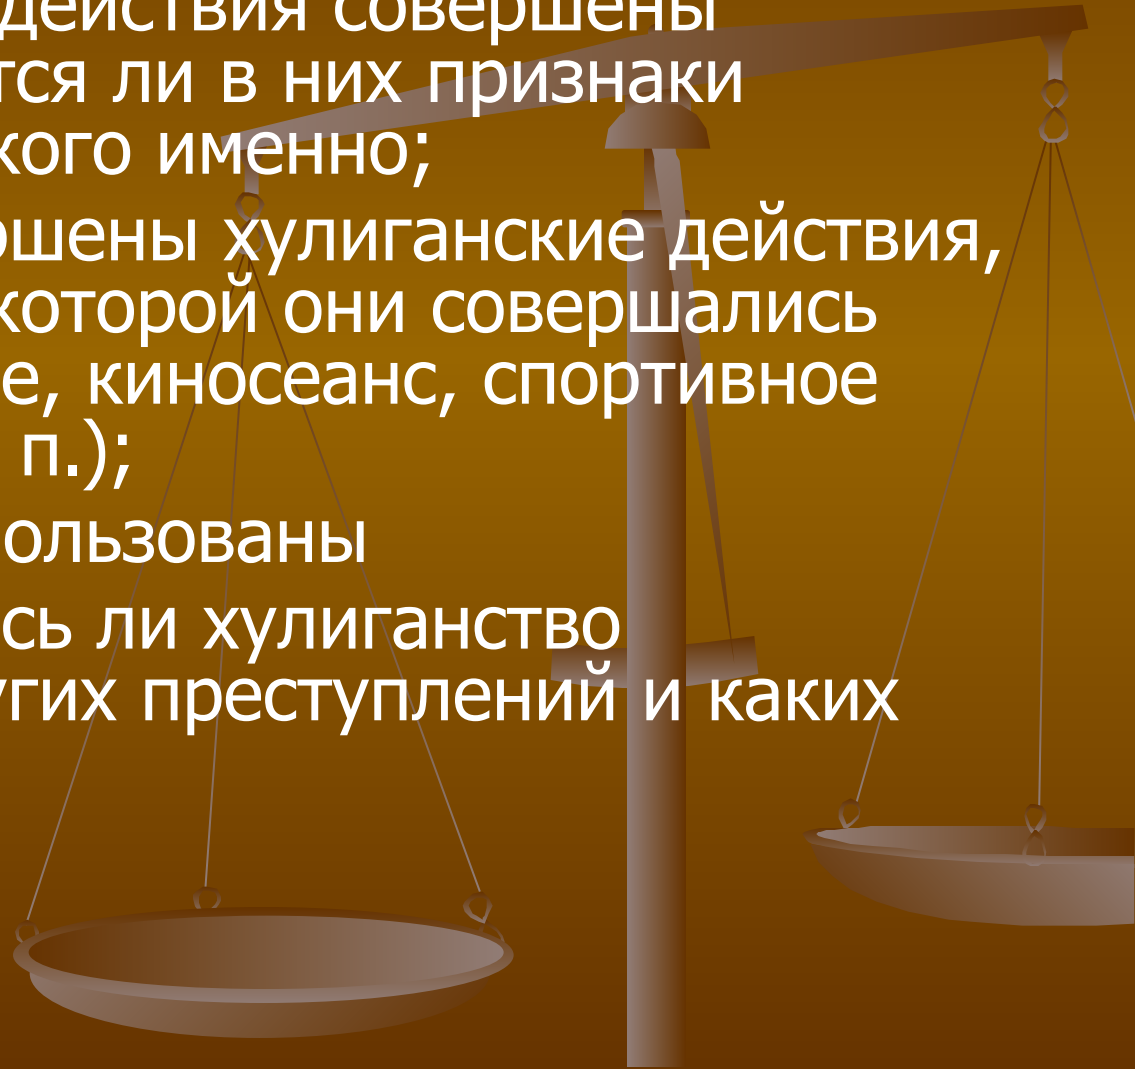 действия совершены
тся ли в них признаки
кого именно;
ршены хулиганские действия,
которой они совершались
е, киносеанс, спортивное
п.);
ользованы
сь ли хулиганство
угих преступлений и каких